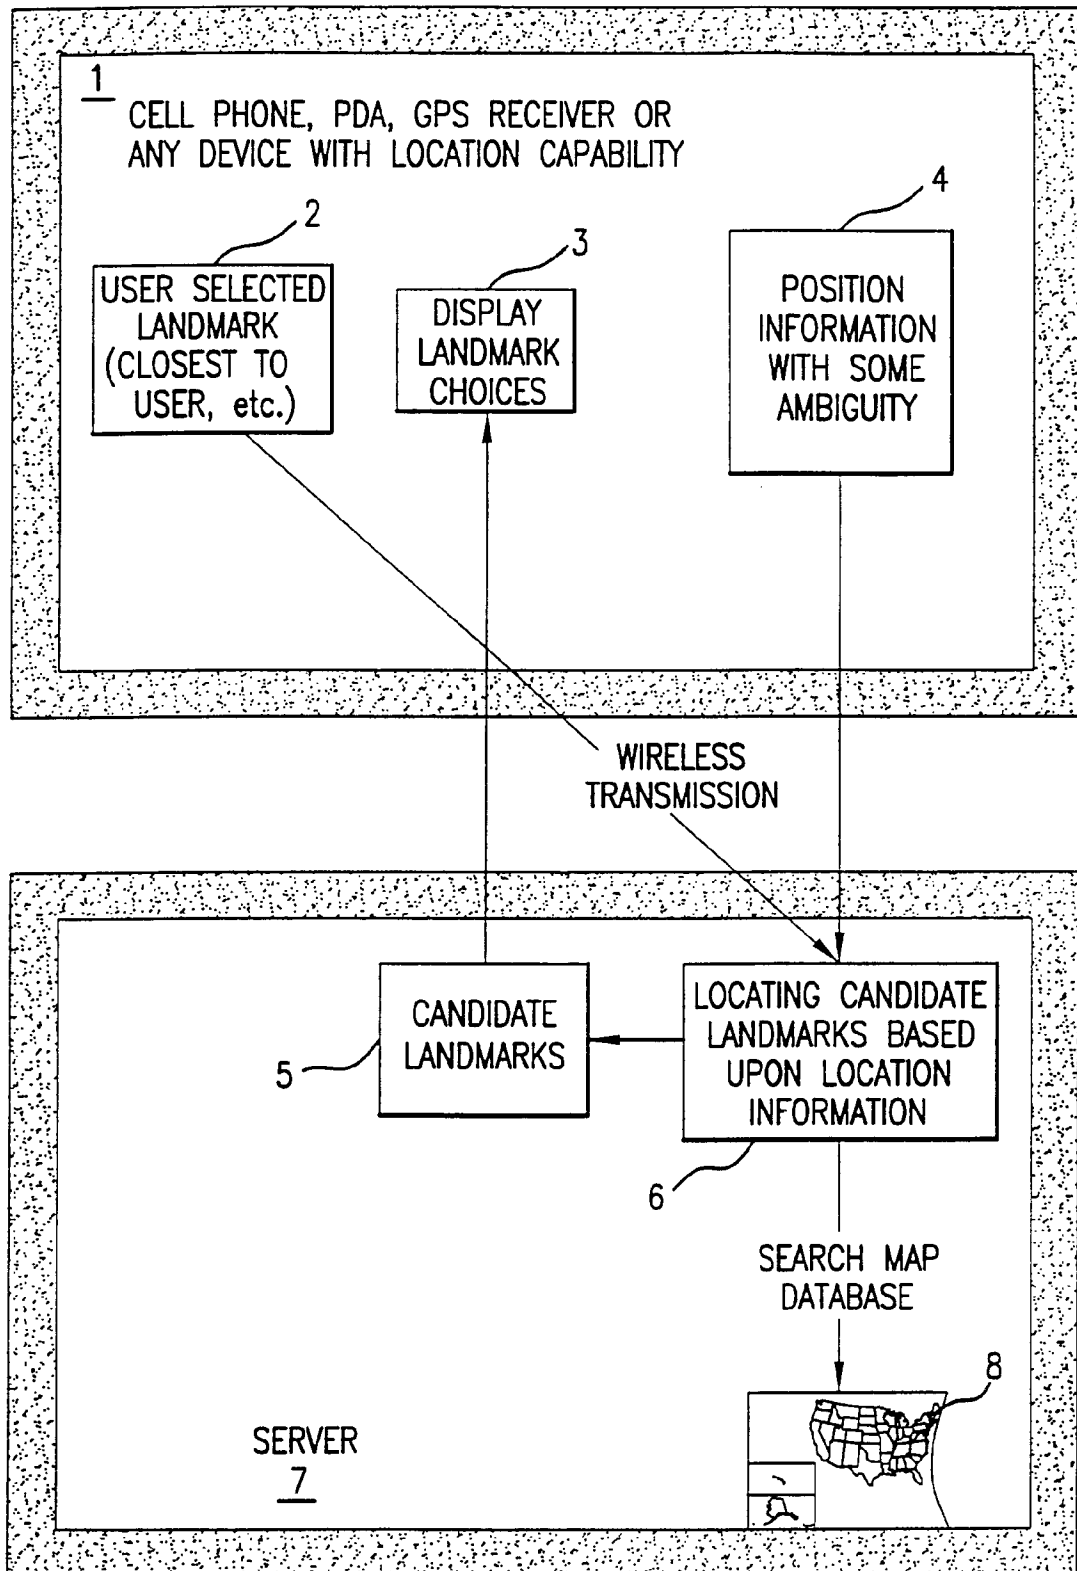 1
CELL PHONE, PDA, GPS RECEIVER OR
ANY DEVICE WITH LOCATION CAPABILITY
2
USER SELECTED
LANDMARK
(CLOSEST TO
USER, etc.)
3
DISPLAY
LANDMARK
CHOICES
4
POSITION
INFORMATION
WITH SOME
AMBIGUITY
WIRELESS
TRANSMISSION
5
CANDIDATE
LANDMARKS
LOCATING CANDIDATE
LANDMARKS BASED
UPON LOCATION
INFORMATION
6
SEARCH MAP
DATABASE
8
SERVER
7